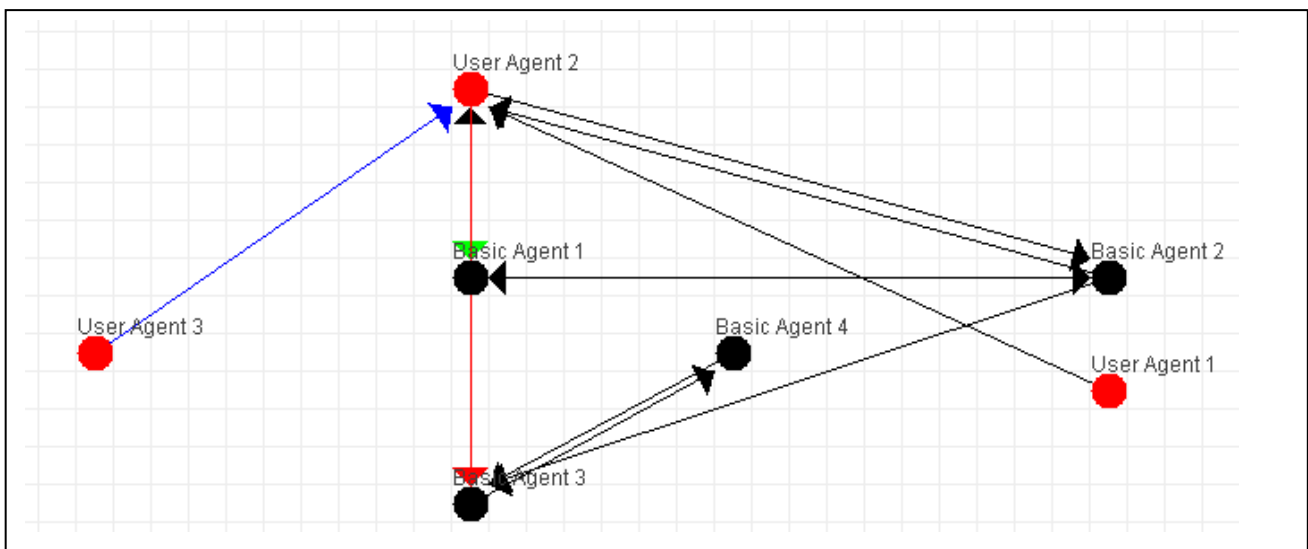 User Agent 2
Basic Agent 1
Basic Agent 2
User Agent 3
Basic Agent 4
User Agent 1
Basic Agent 3